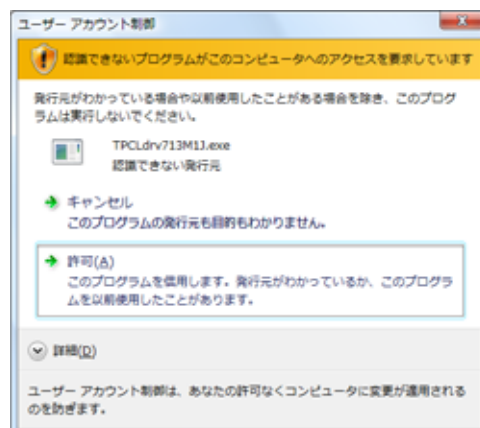 ユーザー アカウント制御
認識できないプログラムがこのコンピュータへのアクセスを要求しています
発行元がわかっている場合や以前使用したことがある場合を除き、このプログ
ラムは実行しないでください。
TPCLdrv713M1J.exe
認識できない発行元
キャンセル
このプログラムの発行元も目的もわかりません。
許可(A)
このプログラムを信用します。発行元がわかっているか、このプログラ
ムを以前使用したことがあります。
詳細(D)
ユーザー アカウント制御は、あなたの許可なくコンピュータに変更が適用される
のを防ぎます。